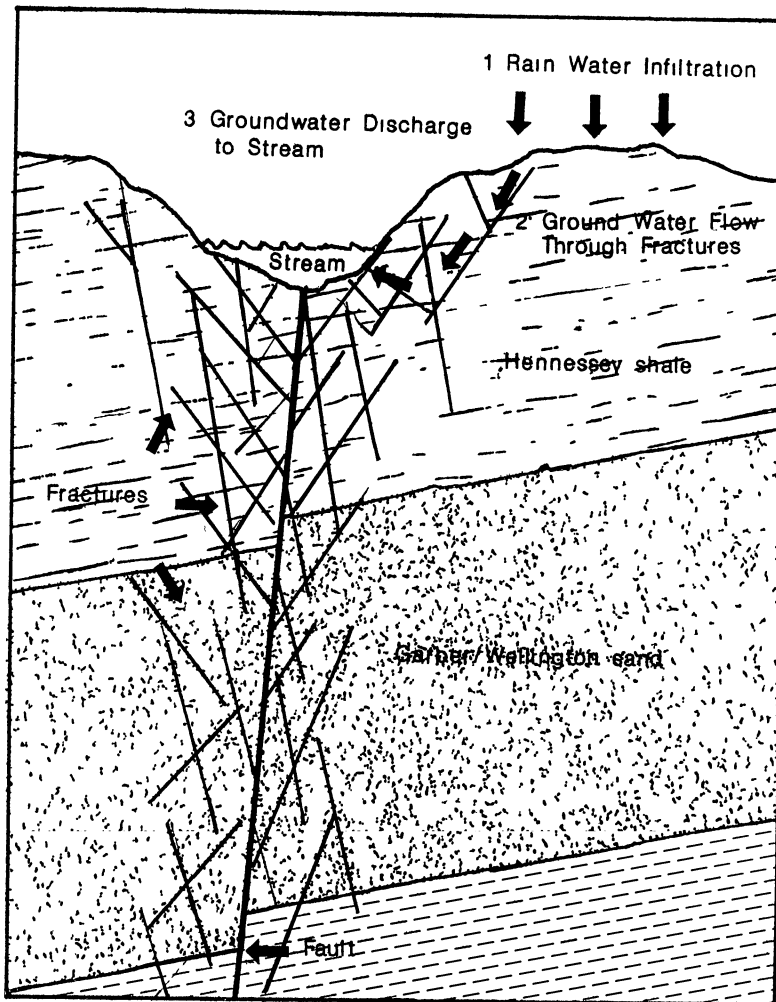 1 Rain Water Infiltration
3 Groundwater Discharge
to Stream
2 Ground Water Flow
Through Fractures
Stream
Hennessey shale
Fractures
Garber/Wellington sand
Fault